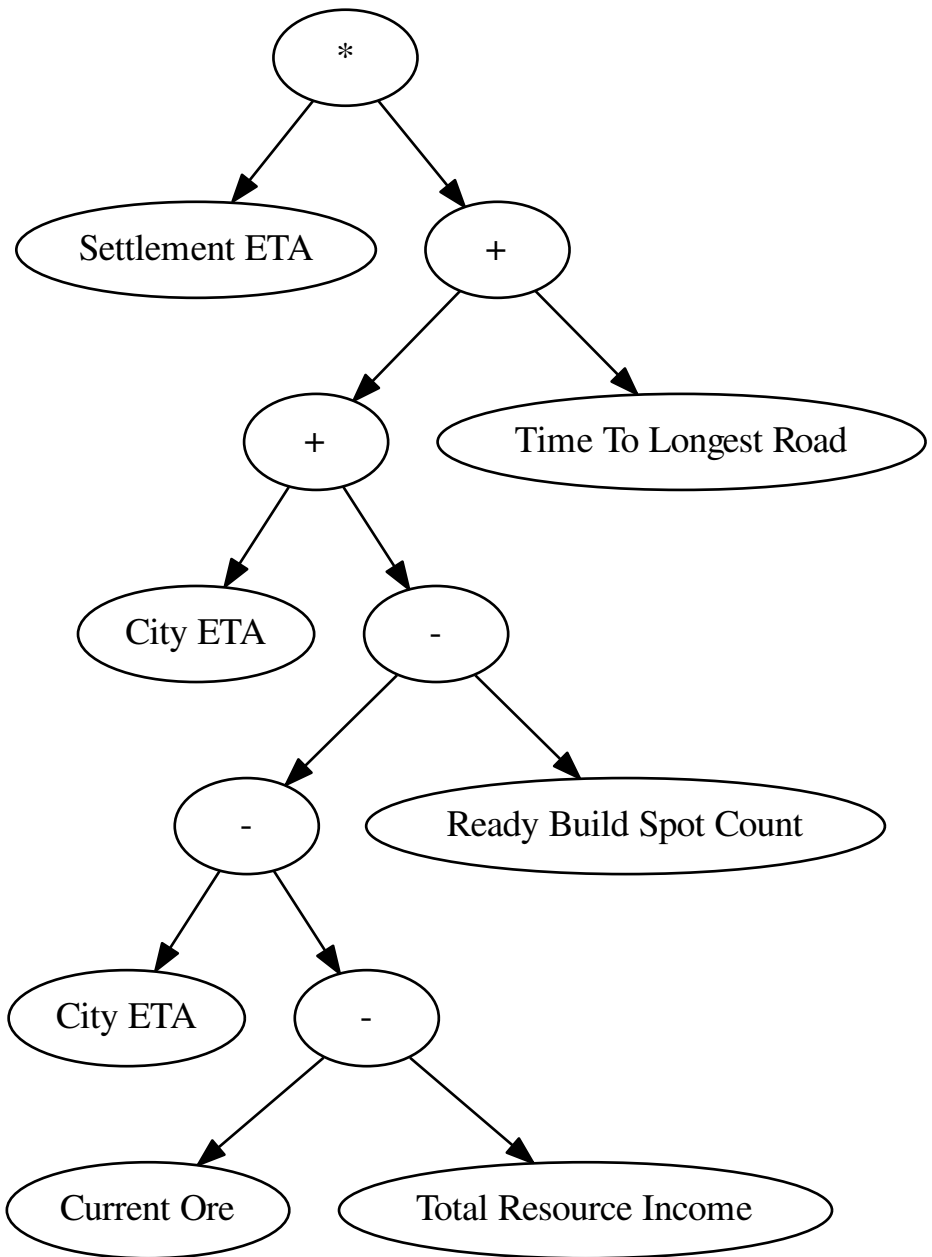 *
Settlement ETA
+
+
Time To Longest Road
City ETA
-
-
Ready Build Spot Count
City ETA
-
Current Ore
Total Resource Income